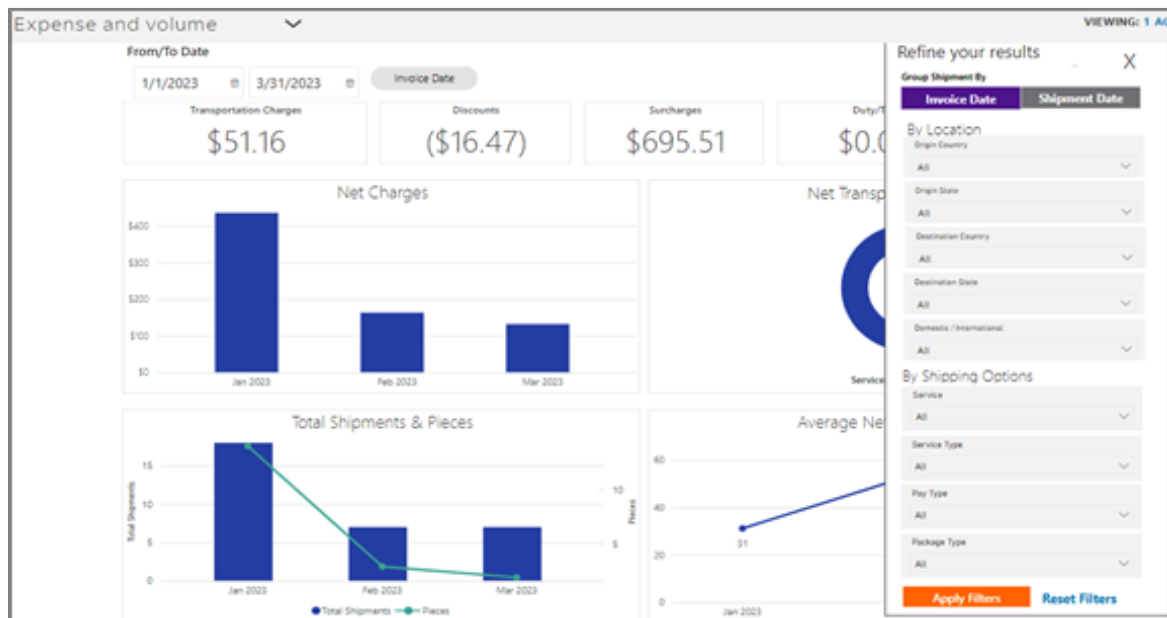 Expense and volume
VIEWING: 1 AC
From/To Date
1/1/2023 3/31/2023 Invoice Date
Transportation Charges
$51.16
Discounts
($16.47)
Surcharges
$695.51
Duty/T
$0.0
Net Charges
$400
$300
$200
$100
$0
Jan 2023 Feb 2023 Mar 2023
Net Transp
Service
Total Shipments & Pieces
Total Shipments
15
10
5
0
10
5
Pieces
Jan 2023 Feb 2023 Mar 2023
Total Shipments Pieces
Average Ne
60
40
20
0
31
Jan 2023
Refine your results
X
Group Shipment By
Invoice Date Shipment Date
By Location
Origin Country
All
Origin State
All
Destination Country
All
Destination State
All
Domestic / International
All
By Shipping Options
Service
All
Service Type
All
Pay Type
All
Package Type
All
Apply Filters Reset Filters